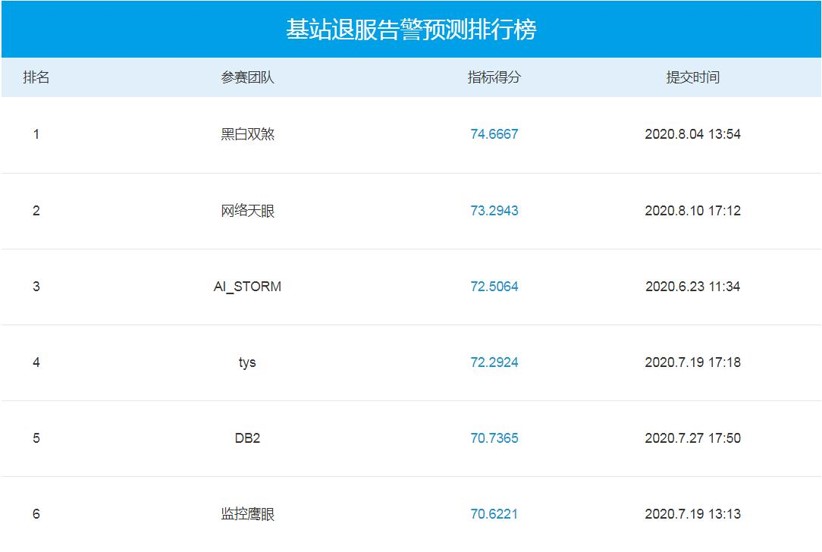 基站退服告警预测排行榜
排名 参赛团队 指标得分 提交时间
1 黑白双煞 74.6667 2020.8.04 13:54
2 网络天眼 73.2943 2020.8.10 17:12
3 AI_STORM 72.5064 2020.6.23 11:34
4 tys 72.2924 2020.7.19 17:18
5 DB2 70.7365 2020.7.27 17:50
6 监控鹰眼 70.6221 2020.7.19 13:13